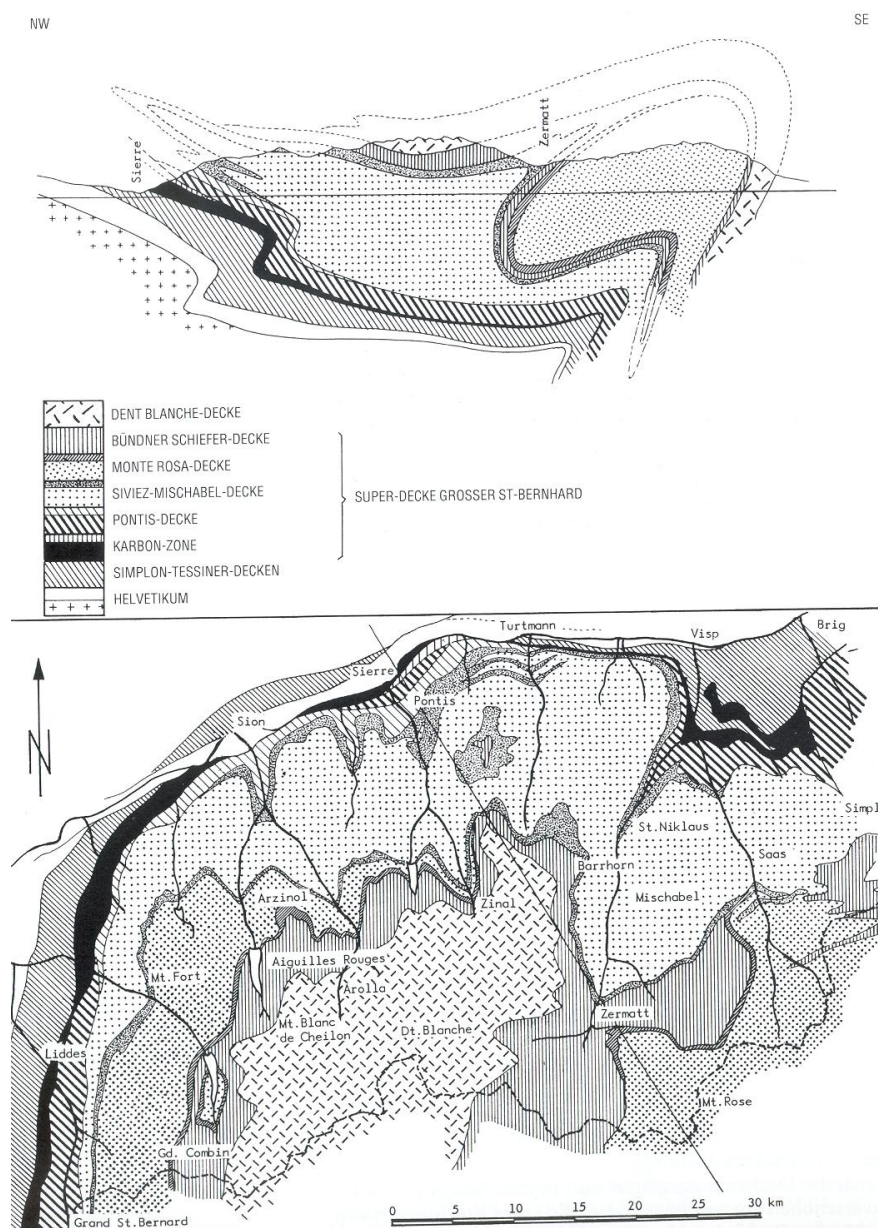 NW
SE
Sierre
Zermatt
DENT BLANCHE-DECKE
BÜNDNER SCHIEFER-DECKE
MONTE ROSA-DECKE
SIVIEZ-MISCHABEL-DECKE
SUPER-DECKE GROSSER ST-BERNHARD
PONTIS-DECKE
KARBON-ZONE
SIMPLON-TESSINER-DECKEN
HELVETIKUM
Turtmann
Visp
Brig
Sierre
Pontis
Sion
N
Simpl
St.Niklaus
Saas
Barrhorn
Arzinol
Mischabel
Zinal
Aiguilles Rouges
Mt.Fort
Arolla
Mt.Blanc
de Cheilon
Dt.Blanche
Zermatt
Liddes
Mt.Rose
Gd. Combin
0 5 10 15 20 25 30 km
Grand St.Bernard